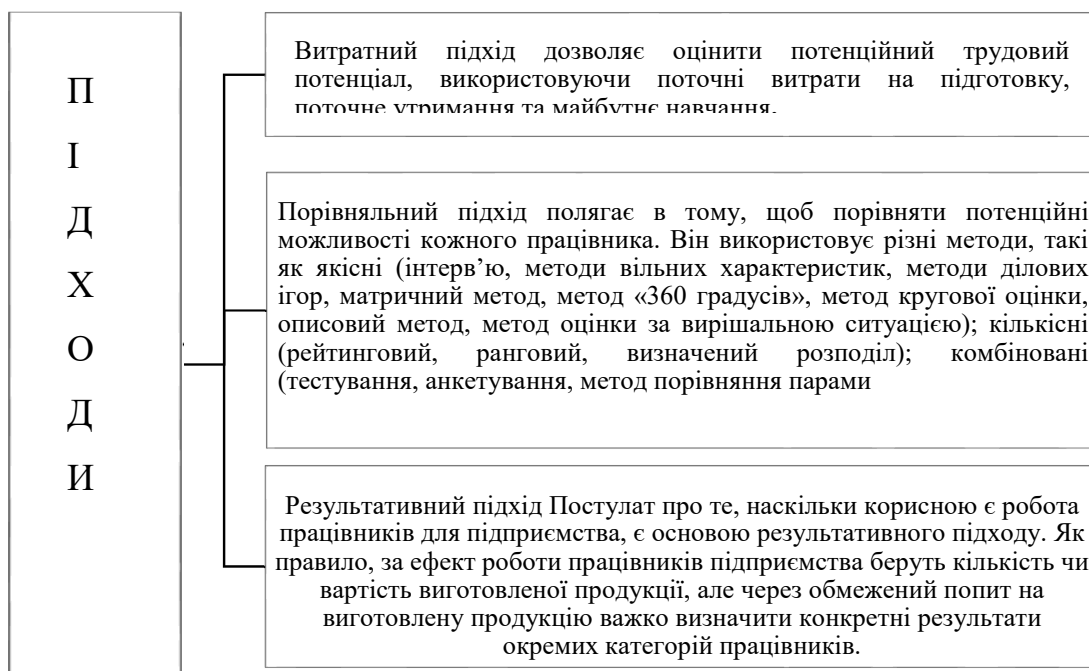 П
І
Д
Х
О
Д
И
Витратний підхід дозволяє оцінити потенційний трудовий
потенціал, використовуючи поточні витрати на підготовку,
поточне утримання та майбутнє навчання.
Порівняльний підхід полягає в тому, щоб порівняти потенційні
можливості кожного працівника. Він використовує різні методи, такі
як якісні (інтерв’ю, методи вільних характеристик, методи ділових
ігор, матричний метод, метод «360 градусів», метод кругової оцінки,
описовий метод, метод оцінки за вирішальною ситуацією); кількісні
(рейтинговий, ранговий, визначений розподіл); комбіновані
(тестування, анкетування, метод порівняння парами
Результативний підхід Постулат про те, наскільки корисною є робота
працівників для підприємства, є основою результативного підходу. Як
правило, за ефект роботи працівників підприємства беруть кількість чи
вартість виготовленої продукції, але через обмежений попит на
виготовлену продукцію важко визначити конкретні результати
окремих категорій працівників.